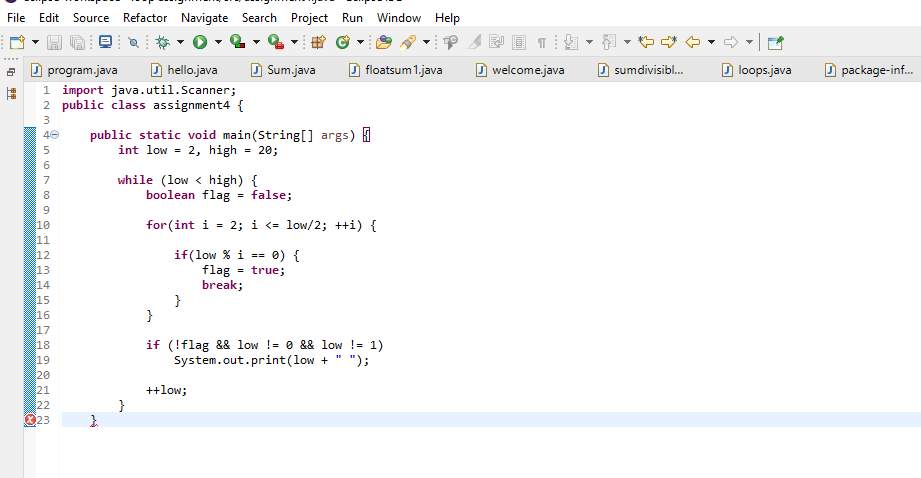 File Edit Source Refactor Navigate Search Project Run Window Help
program.java hello.java Sum.java floatsum1.java welcome.java sumdivisibl... loops.java package-inf...
1 import java.util.Scanner;
2 public class assignment4 {
3
4 public static void main(String[] args) {
5 int low = 2, high = 20;
6
7 while (low < high) {
8 boolean flag = false;
9
10 for(int i = 2; i <= low/2; ++i) {
11
12 if(low % i == 0) {
13 flag = true;
14 break;
15 }
16 }
17
18 if (!flag && low != 0 && low != 1)
19 System.out.print(low + " ");
20
21 ++low;
22 }
23 }